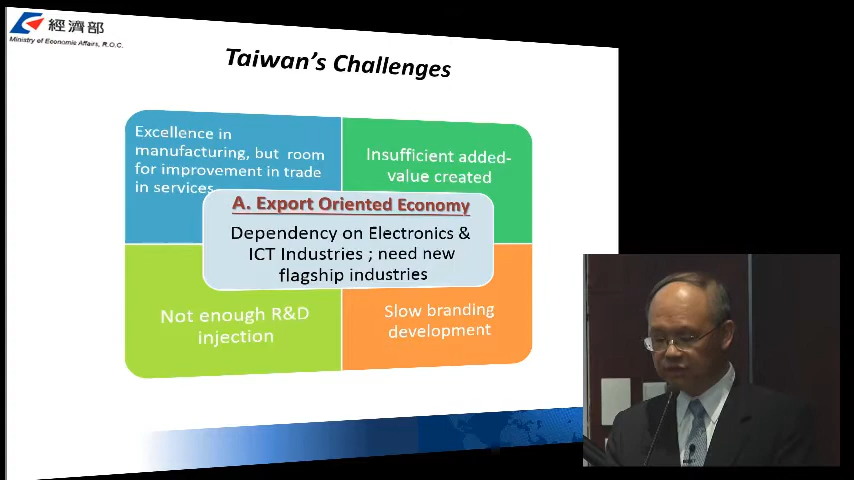 經濟部
Ministry of Economic Affairs, R.O.C.
Taiwan's Challenges
Excellence in
manufacturing, but room
for improvement in trade
in services
Insufficient added-
value created
A. Export Oriented Economy
Dependency on Electronics &
ICT Industries ; need new
flagship industries
Not enough R&D
injection
Slow branding
development